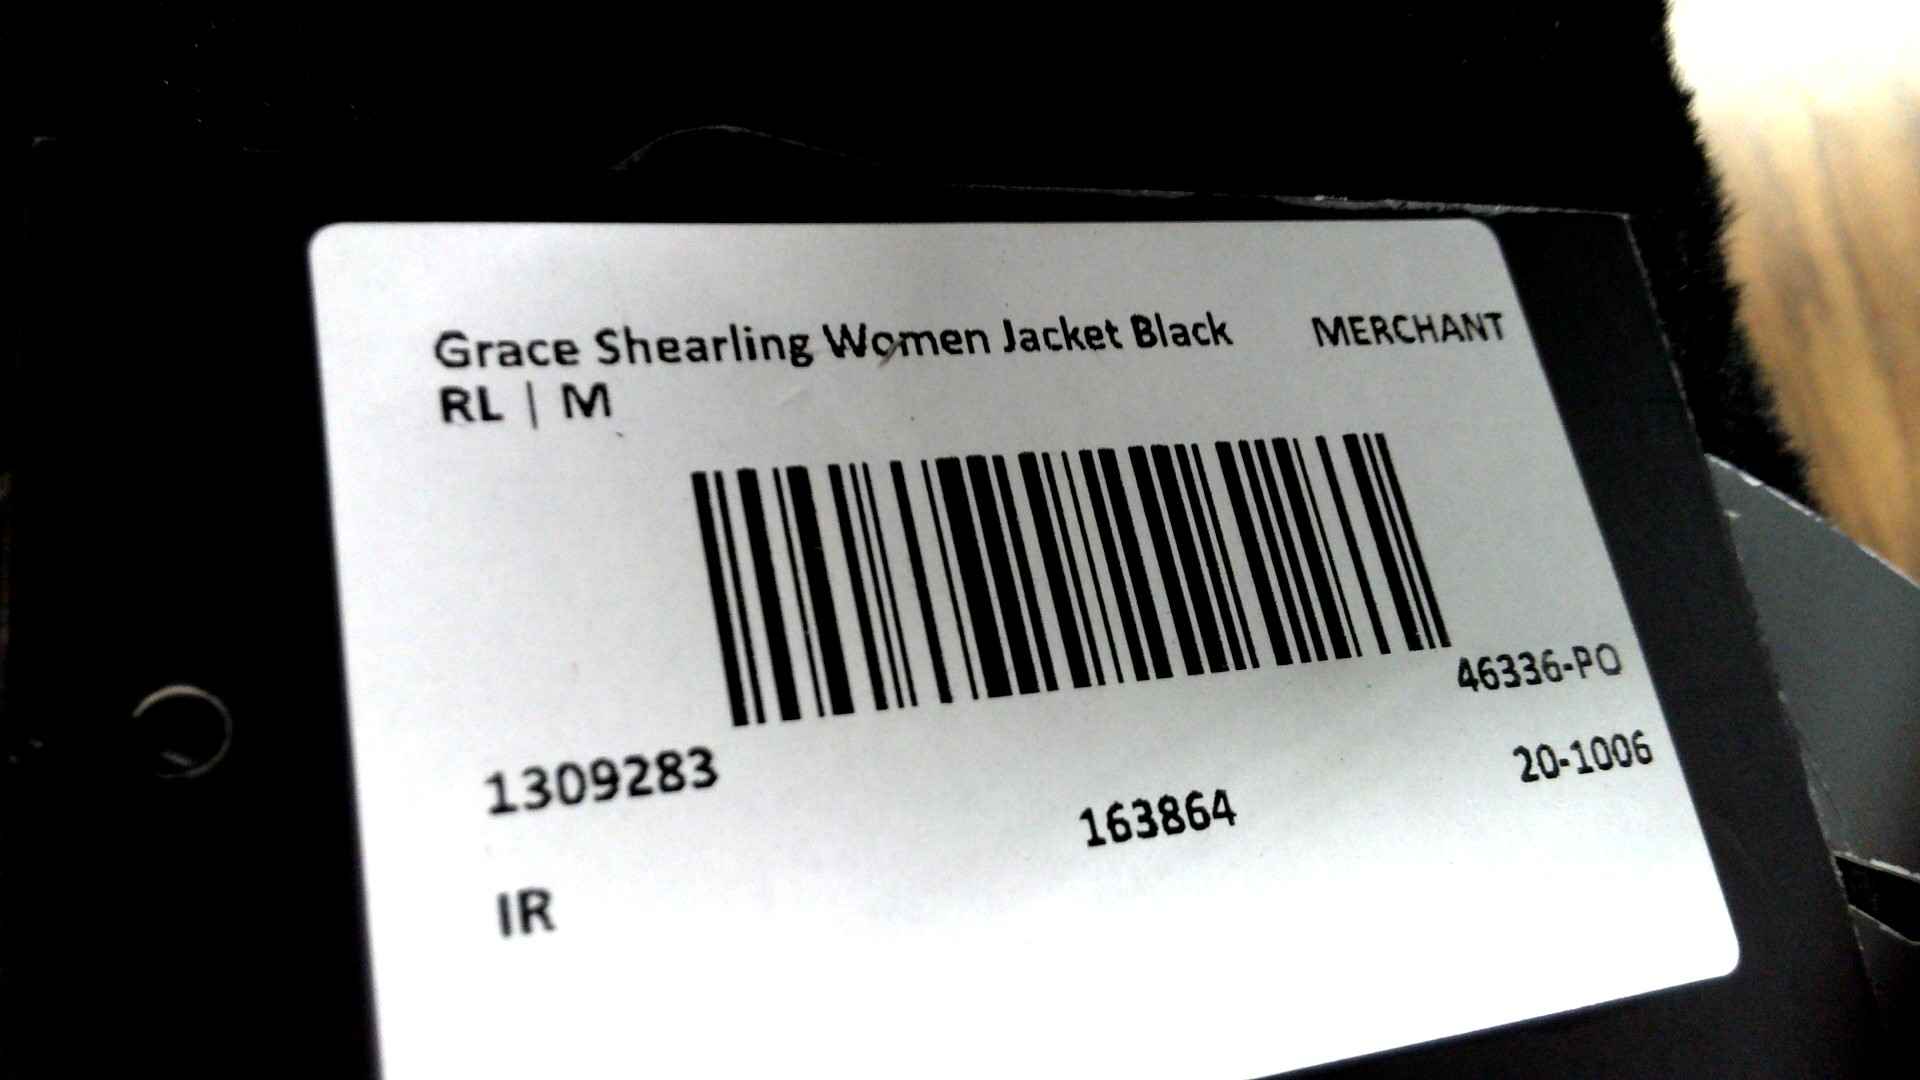 Grace Shearling Women Jacket Black MERCHANT
RL | M
46336-PO
1309283 163864 20-1006
IR